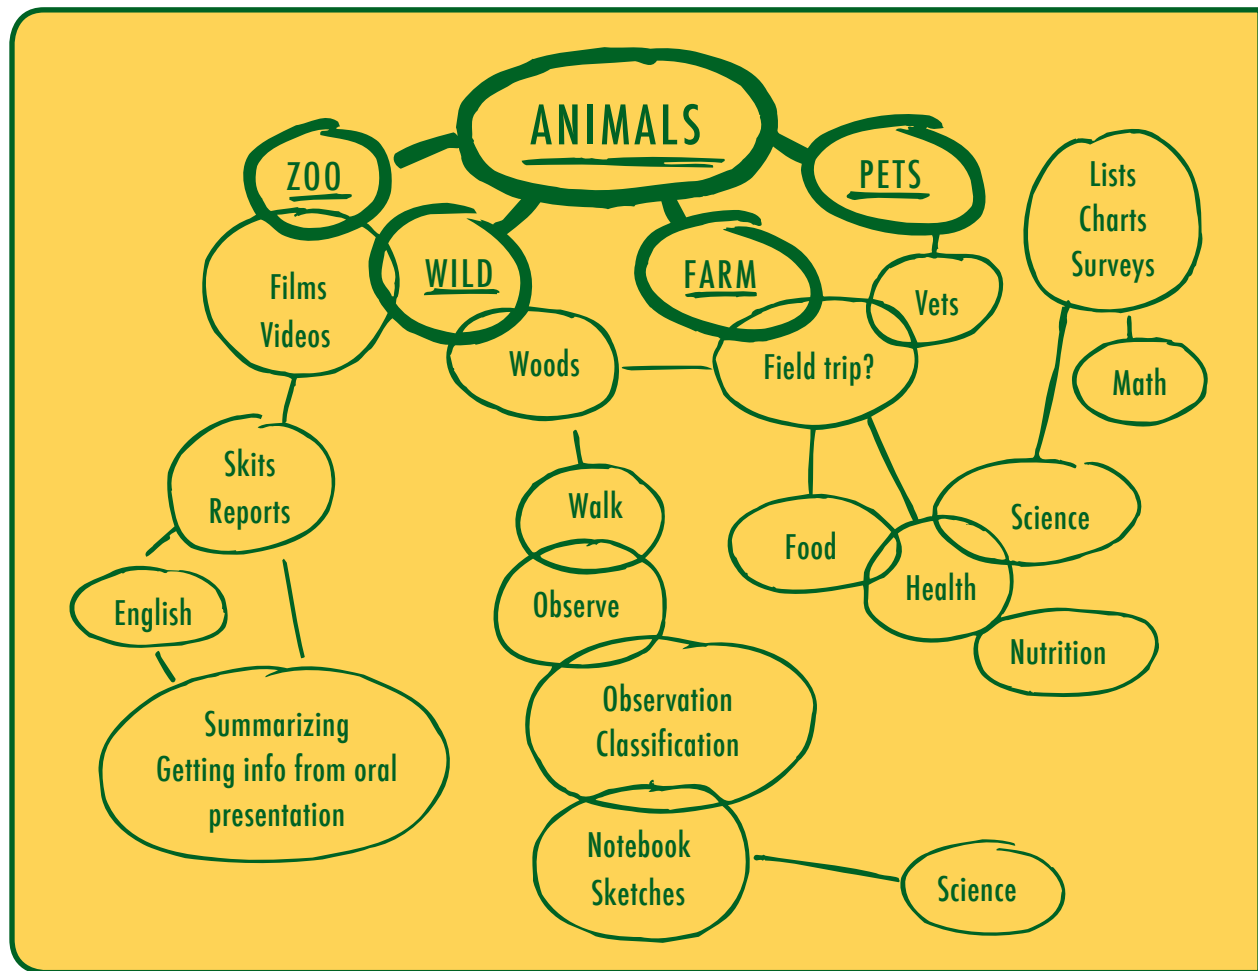 ANIMALS
ZOO
PETS
WILD
FARM
Lists
Charts
Surveys
Films
Videos
Vets
Woods
Field trip?
Math
Skits
Reports
Walk
Science
Food
Health
English
Observe
Nutrition
Summarizing
Getting info from oral
presentation
Observation
Classification
Notebook
Sketches
Science